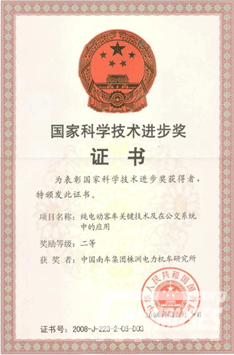 国家科学技术进步奖
证书
为表彰国家科学技术进步奖获得者，
特颁发此证书。
项目名称：纯电动客车关键技术及在公交系统
中的应用
奖励等级：二等
获奖者：中国南车集团株洲电力机车研究所
证书号：2008-J-223-2-03-D03